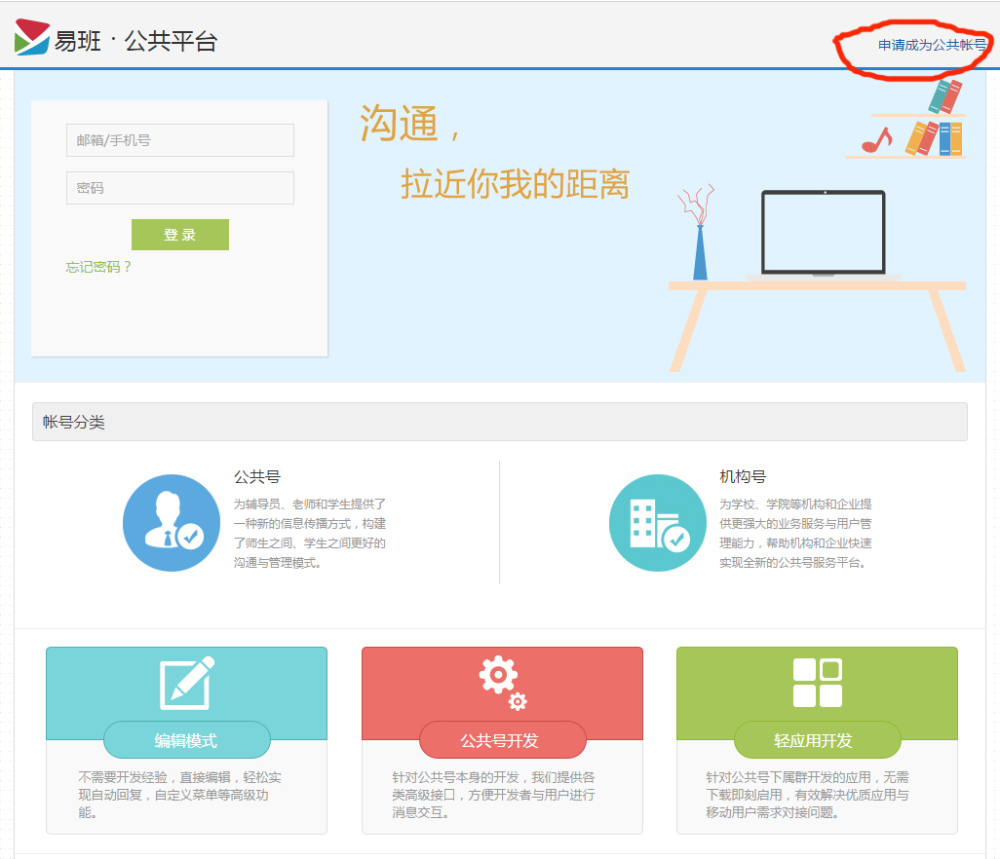 易班 · 公共平台
申请成为公共帐号
邮箱/手机号
密码
登 录
忘记密码？
沟通，
拉近你我的距离
帐号分类
公共号
为辅导员、老师和学生提供了
一种新的信息传播方式，构建
了师生之间、学生之间更好的
沟通与管理模式。
机构号
为学校、学院等机构和企业提
供更强大的业务服务与用户管
理能力，帮助机构和企业快速
实现全新的公共号服务平台。
编辑模式
不需要开发经验，直接编辑，轻松实
现自动回复，自定义菜单等高级功
能。
公共号开发
针对公共号本身的开发，我们提供各
类高级接口，方便开发者与用户进行
消息交互。
轻应用开发
针对公共号下属群开发的应用，无需
下载即刻启用，有效解决优质应用与
移动用户需求对接问题。